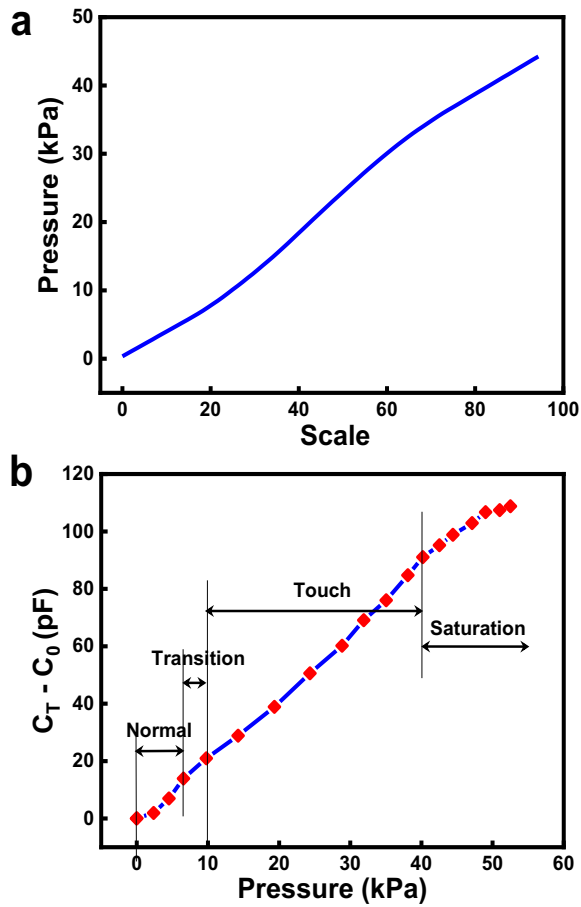 a
50
40
30
20
10
0
Pressure (kPa)
0 20 40 60 80 100
Scale
b
120
100
80
60
40
20
0
C_T - C_0 (pF)
Touch
Saturation
Transition
Normal
0 10 20 30 40 50 60
Pressure (kPa)